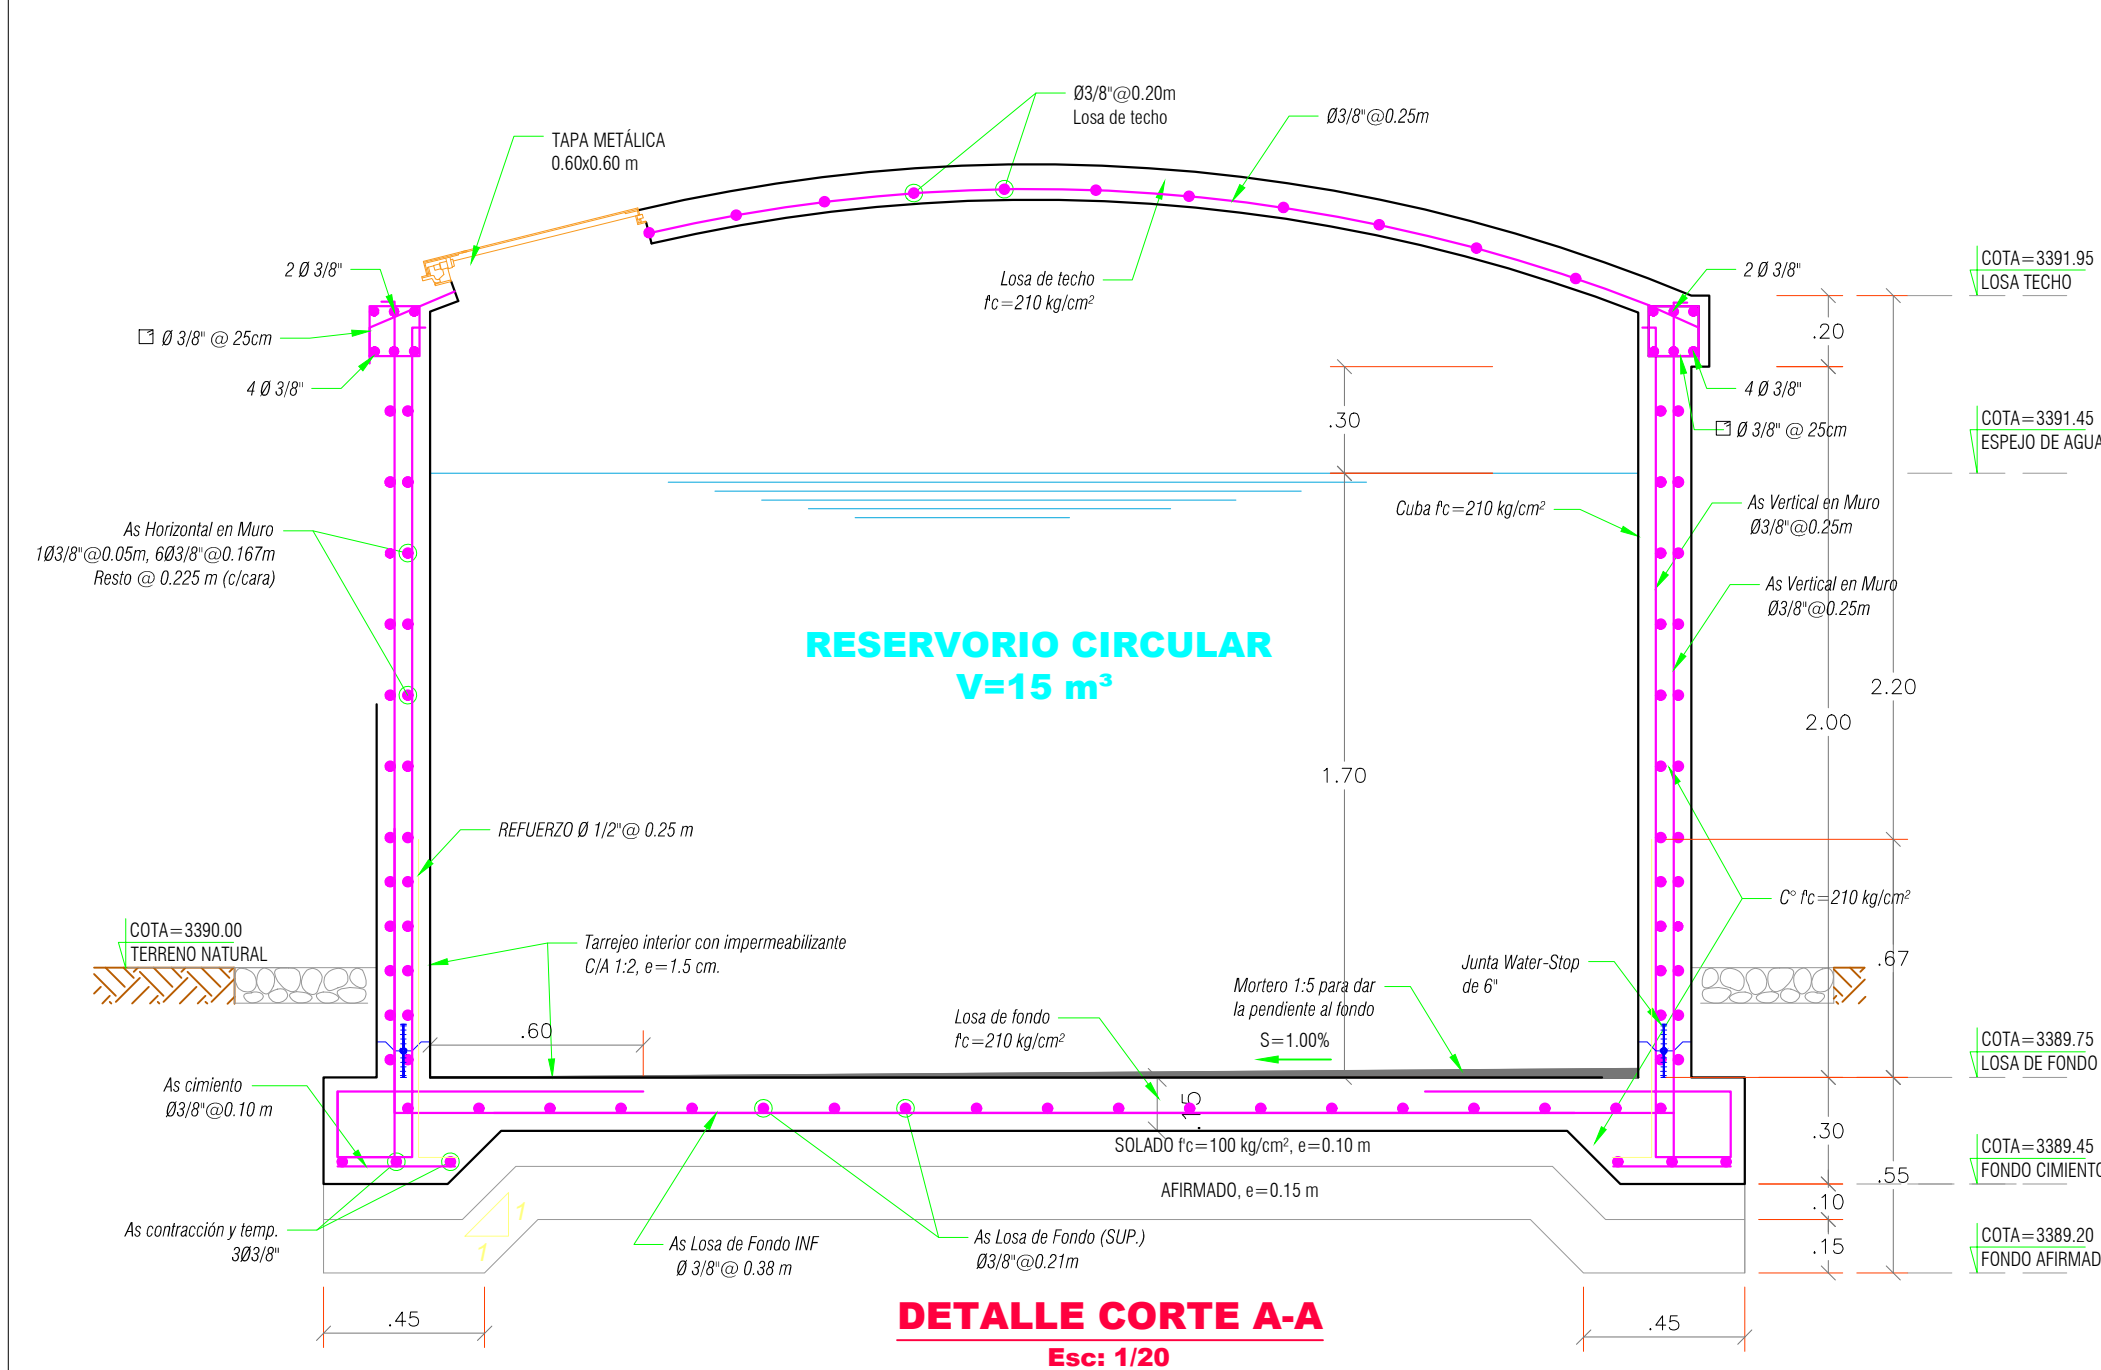 Ø3/8"@0.20m
Losa de techo
Ø3/8"@0.25m
TAPA METÁLICA
0.60x0.60 m
2 Ø 3/8"
Ø 3/8" @ 25cm
4 Ø 3/8"
Losa de techo
f'c=210 kg/cm²
2 Ø 3/8"
4 Ø 3/8"
Ø 3/8" @ 25cm
COTA=3391.95
LOSA TECHO
.20
.30
COTA=3391.45
ESPEJO DE AGUA
As Horizontal en Muro
1Ø3/8"@0.05m, 6Ø3/8"@0.167m
Resto @ 0.225 m (c/cara)
Cuba f'c=210 kg/cm²
As Vertical en Muro
Ø3/8"@0.25m
As Vertical en Muro
Ø3/8"@0.25m
RESERVORIO CIRCULAR
V=15 m³
2.20
2.00
1.70
REFUERZO Ø 1/2"@ 0.25 m
C° f'c=210 kg/cm²
COTA=3390.00
TERRENO NATURAL
Tarrejeo interior con impermeabilizante
C/A 1:2, e=1.5 cm.
.67
Junta Water-Stop
de 6"
Mortero 1:5 para dar
la pendiente al fondo
S=1.00%
Losa de fondo
f'c=210 kg/cm²
.60
COTA=3389.75
LOSA DE FONDO
As cimiento
Ø3/8"@0.10 m
.15
SOLADO f'c=100 kg/cm², e=0.10 m
.30
COTA=3389.45
FONDO CIMIENTO
.55
AFIRMADO, e=0.15 m
.10
1
1
As contracción y temp.
3Ø3/8"
As Losa de Fondo INF
Ø 3/8"@ 0.38 m
As Losa de Fondo (SUP.)
Ø3/8"@0.21m
.15
COTA=3389.20
FONDO AFIRMAD
.45
.45
DETALLE CORTE A-A
Esc: 1/20